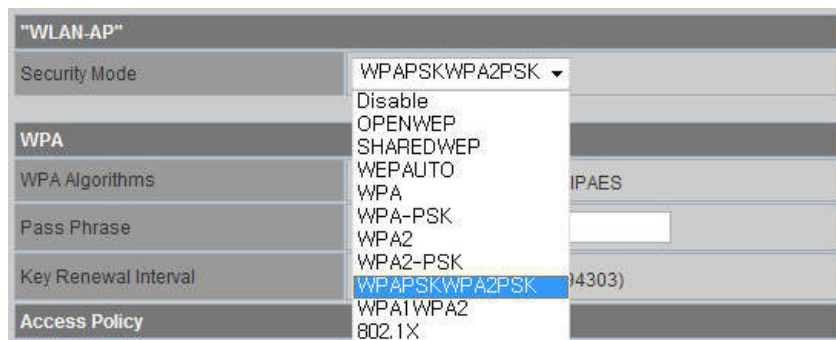 "WLAN-AP"
Security Mode WPAPSKWPA2PSK
Disable
OPENWEP
SHAREDWEP
WEPAUTO
WPA
WPA-PSK
WPA2
WPA2-PSK
WPAPSKWPA2PSK
WPA1WPA2
802.1X
WPA
WPA Algorithms IPAES
Pass Phrase
Key Renewal Interval 94303)
Access Policy